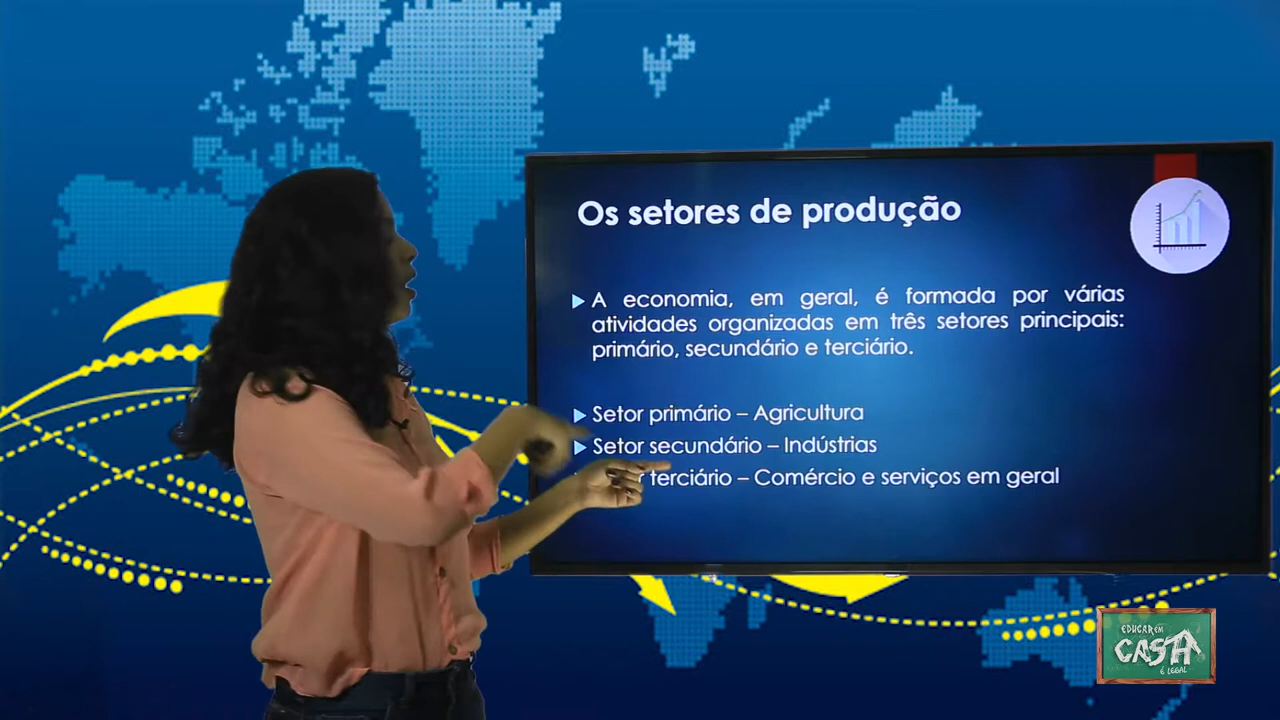 Os setores de produção
A economia, em geral, é formada por várias
atividades organizadas em três setores principais:
primário, secundário e terciário.
Setor primário – Agricultura
Setor secundário – Indústrias
terciário – Comércio e serviços em geral
EDUCAR EM
CASA
É LEGAL